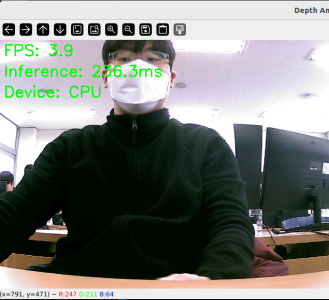 Depth An
FPS: 3.9
Inference: 236.3ms
Device: CPU
(x=791, y=471) ~ R:247 G:211 B:64